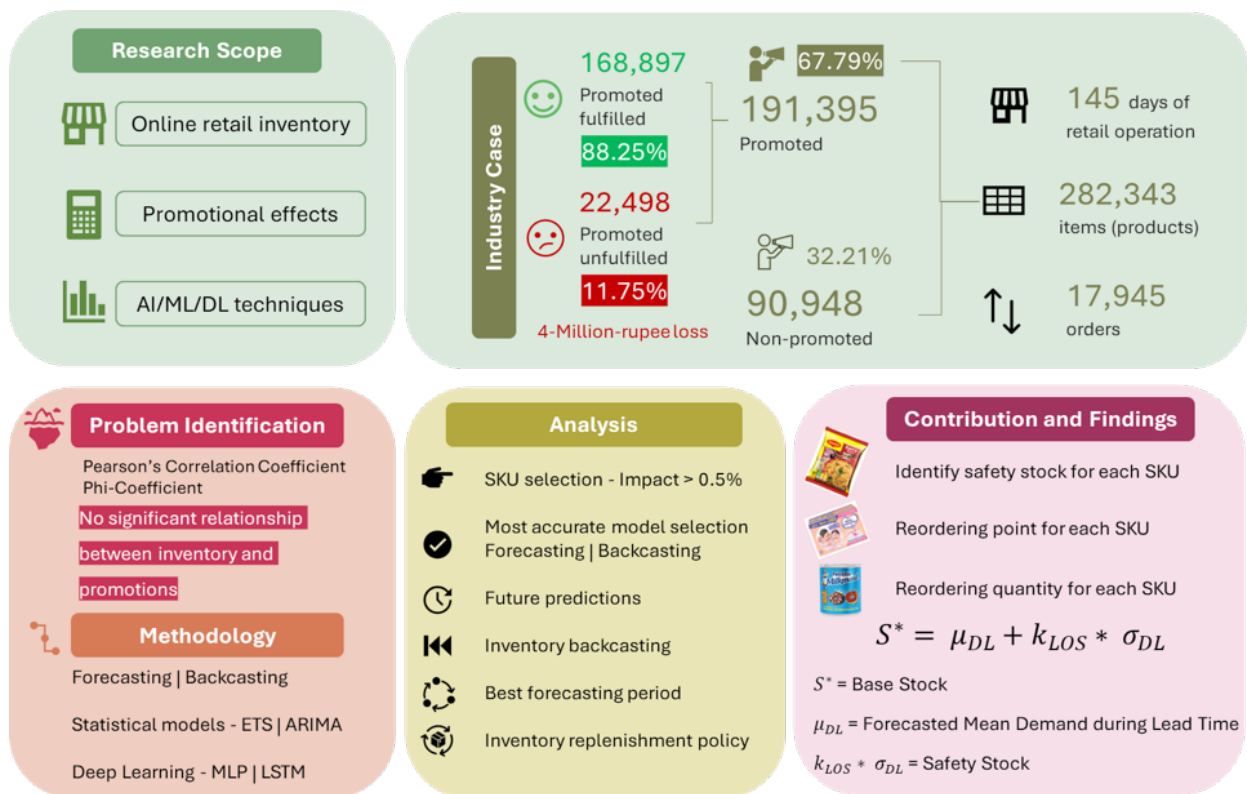 Research Scope
Online retail inventory
Promotional effects
AI/ML/DL techniques
Industry Case
168,897
Promoted
fulfilled
88.25%
22,498
Promoted
unfulfilled
11.75%
4-Million-rupee loss
67.79%
191,395
Promoted
32.21%
90,948
Non-promoted
145 days of
retail operation
282,343
items (products)
17,945
orders
Problem Identification
Pearson's Correlation Coefficient
Phi-Coefficient
No significant relationship
between inventory and
promotions
Methodology
Forecasting | Backcasting
Statistical models - ETS | ARIMA
Deep Learning - MLP | LSTM
Analysis
SKU selection - Impact > 0.5%
Most accurate model selection
Forecasting | Backcasting
Future predictions
Inventory backcasting
Best forecasting period
Inventory replenishment policy
Contribution and Findings
Identify safety stock for each SKU
Reordering point for each SKU
Reordering quantity for each SKU
S* = μ_DL + k_LOS * σ_DL
S* = Base Stock
μ_DL = Forecasted Mean Demand during Lead Time
k_LOS * σ_DL = Safety Stock